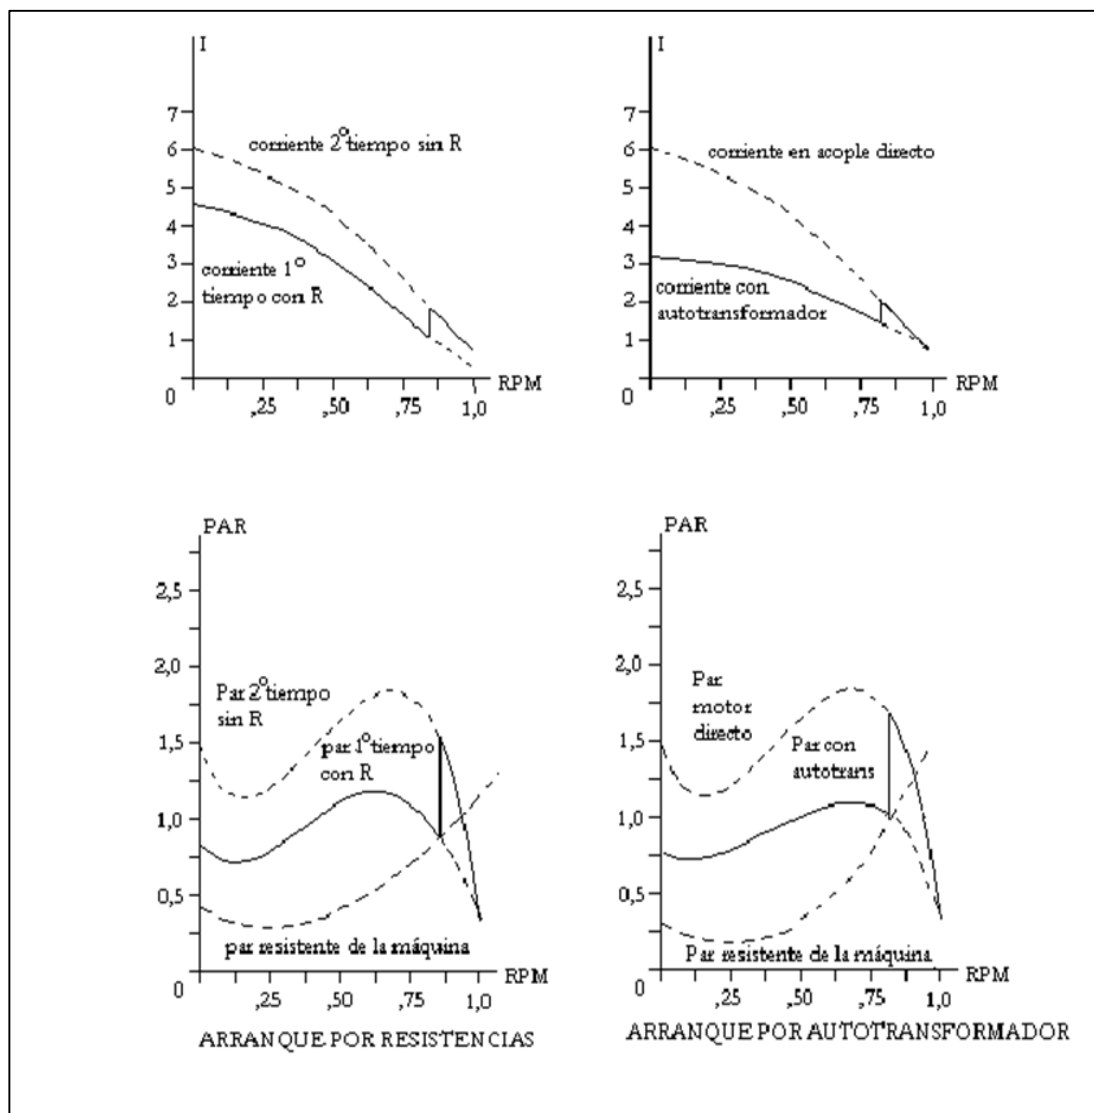 I
7
6
5
4
3
2
1
0
corriente 2º tiempo sin R
corriente 1º
tiempo con R
,25
,50
,75
1,0
RPM
I
7
6
5
4
3
2
1
0
corriente en acople directo
corriente con
autotransformador
,25
,50
,75
1,0
RPM
PAR
2,5
2,0
1,5
1,0
0,5
0
Par 2º tiempo
sin R
par 1º tiempo
con R
par resistente de la máquina
,25
,50
,75
1,0
RPM
ARRANQUE POR RESISTENCIAS
PAR
2,5
2,0
1,5
1,0
0,5
0
Par
motor
directo
Par con
autotrans
Par resistente de la máquina
,25
,50
,75
1,0
RPM
ARRANQUE POR AUTOTRANSFORMADOR